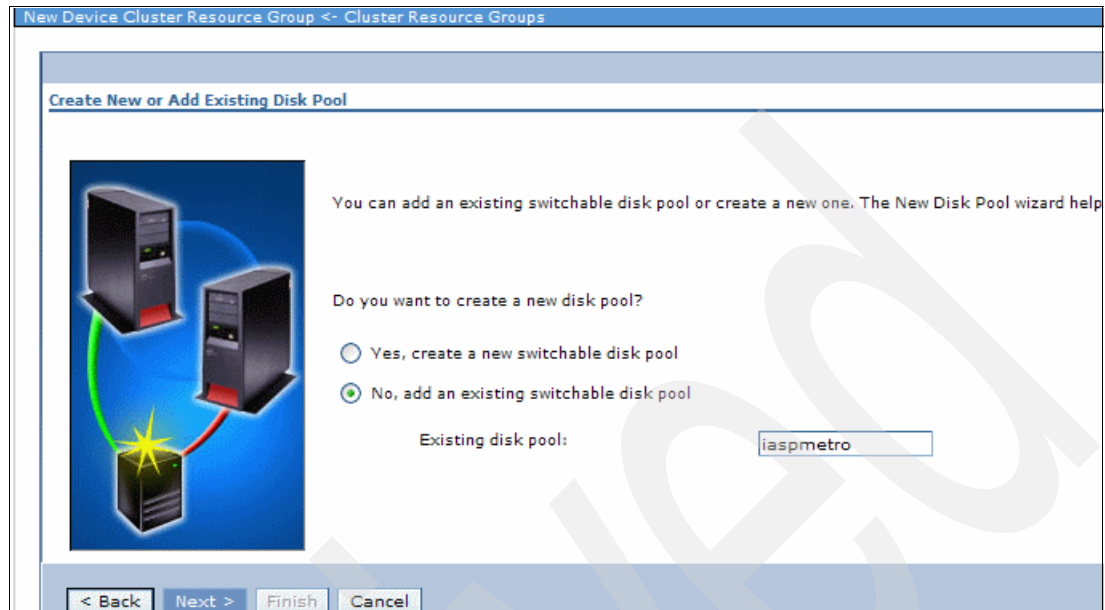 New Device Cluster Resource Group <- Cluster Resource Groups
Create New or Add Existing Disk Pool
You can add an existing switchable disk pool or create a new one. The New Disk Pool wizard help
Do you want to create a new disk pool?
Yes, create a new switchable disk pool
No, add an existing switchable disk pool
Existing disk pool: iaspmetro
< Back Next > Finish Cancel